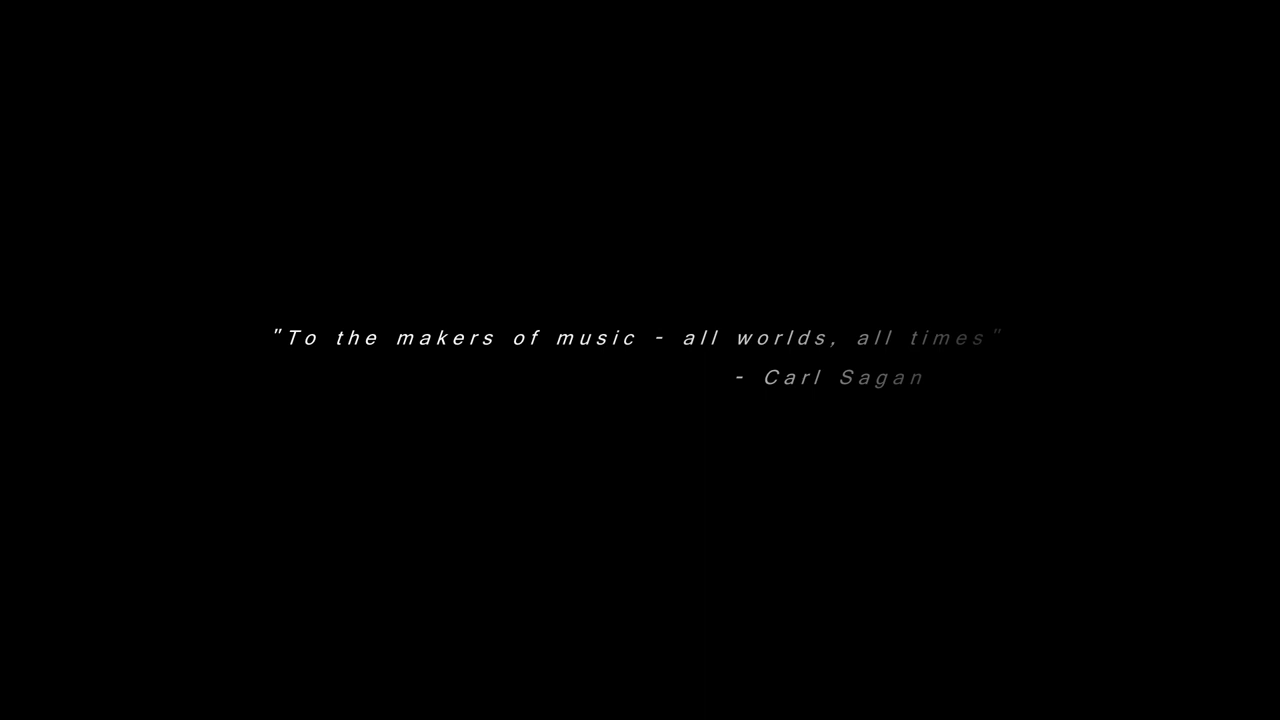 "To the makers of music - all worlds, all times"
- Carl Sagan